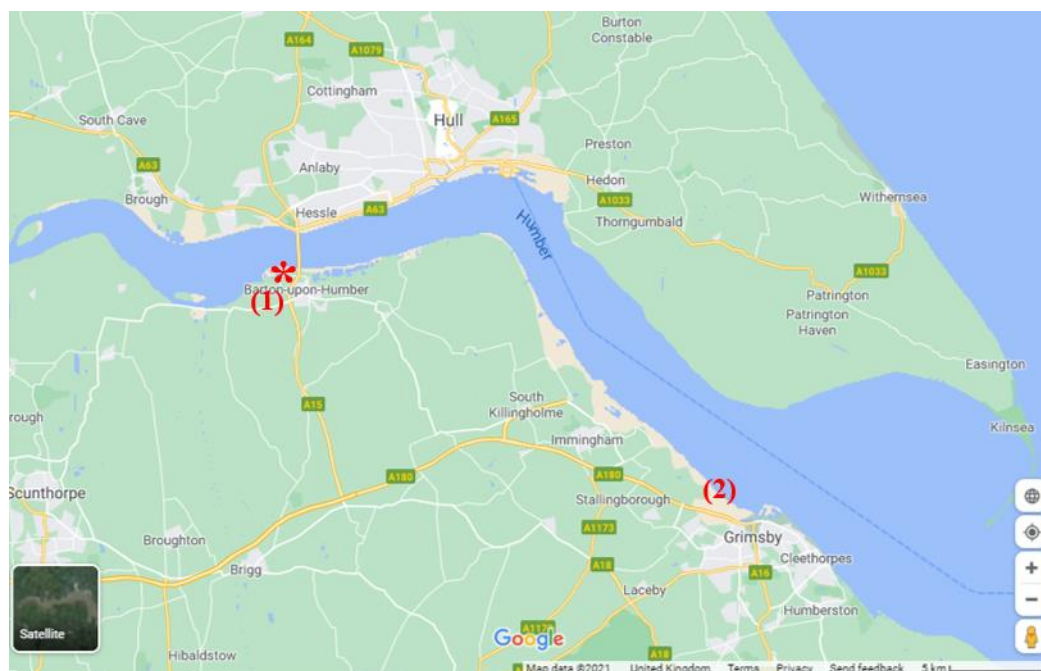 Burton
Constable
A164
A1079
Cottingham
South Cave
Hull
A165
Preston
Anlaby
A63
Hedon
Brough
Hessle
A63
A1033
Withernsea
Thorngumbald
Humber
*
(1)
Barton-upon-Humber
A1033
Patrington
Patrington
Haven
Easington
A15
South
Killingholme
rough
Kilnsea
Immingham
A180
A180
Scunthorpe
Stallingborough
(2)
A1173
Grimsby
Broughton
Cleethorpes
Brigg
A18
A16
Laceby
Humberston
Satellite
Google
Hibaldstow
A18
Map data ©2021 United Kingdom Terms Privacy Send feedback 5 km